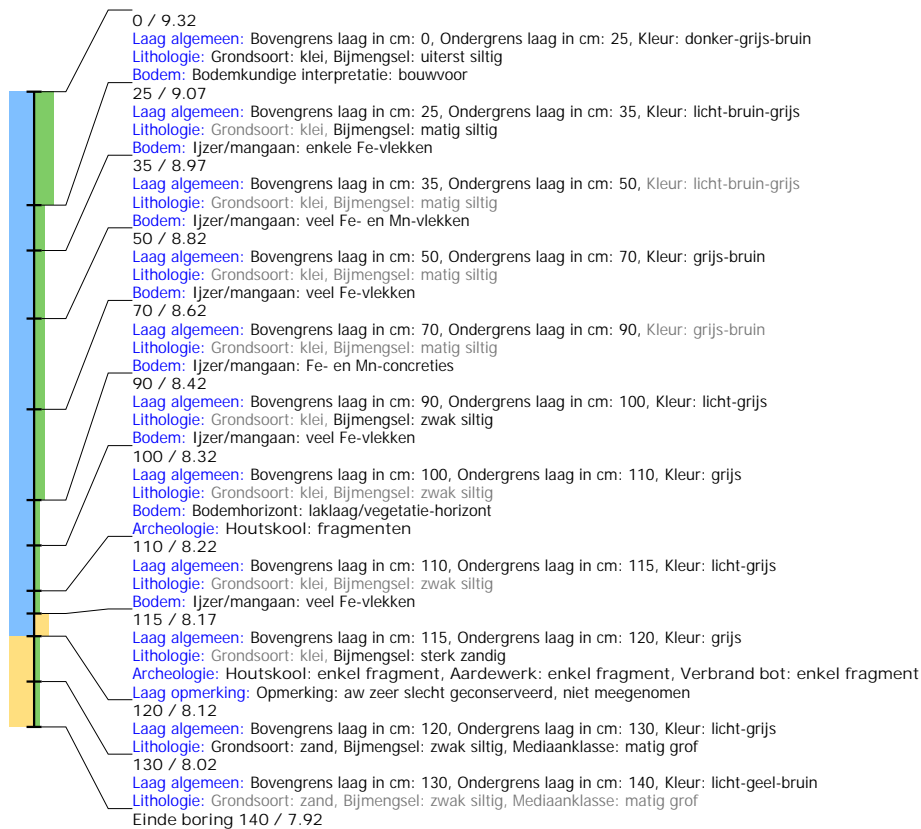 0 / 9.32
Laag algemeen: Bovengrens laag in cm: 0, Ondergrens laag in cm: 25, Kleur: donker-grijs-bruin
Lithologie: Grondsoort: klei, Bijmengsel: uiterst siltig
Bodem: Bodemkundige interpretatie: bouwvoor
25 / 9.07
Laag algemeen: Bovengrens laag in cm: 25, Ondergrens laag in cm: 35, Kleur: licht-bruin-grijs
Lithologie: Grondsoort: klei, Bijmengsel: matig siltig
Bodem: Ijzer/mangaan: enkele Fe-vlekken
35 / 8.97
Laag algemeen: Bovengrens laag in cm: 35, Ondergrens laag in cm: 50, Kleur: licht-bruin-grijs
Lithologie: Grondsoort: klei, Bijmengsel: matig siltig
Bodem: Ijzer/mangaan: veel Fe- en Mn-vlekken
50 / 8.82
Laag algemeen: Bovengrens laag in cm: 50, Ondergrens laag in cm: 70, Kleur: grijs-bruin
Lithologie: Grondsoort: klei, Bijmengsel: matig siltig
Bodem: Ijzer/mangaan: veel Fe-vlekken
70 / 8.62
Laag algemeen: Bovengrens laag in cm: 70, Ondergrens laag in cm: 90, Kleur: grijs-bruin
Lithologie: Grondsoort: klei, Bijmengsel: matig siltig
Bodem: Ijzer/mangaan: Fe- en Mn-concreties
90 / 8.42
Laag algemeen: Bovengrens laag in cm: 90, Ondergrens laag in cm: 100, Kleur: licht-grijs
Lithologie: Grondsoort: klei, Bijmengsel: zwak siltig
Bodem: Ijzer/mangaan: veel Fe-vlekken
100 / 8.32
Laag algemeen: Bovengrens laag in cm: 100, Ondergrens laag in cm: 110, Kleur: grijs
Lithologie: Grondsoort: klei, Bijmengsel: zwak siltig
Bodem: Bodemhorizont: laklaag/vegetatie-horizont
Archeologie: Houtskool: fragmenten
110 / 8.22
Laag algemeen: Bovengrens laag in cm: 110, Ondergrens laag in cm: 115, Kleur: licht-grijs
Lithologie: Grondsoort: klei, Bijmengsel: zwak siltig
Bodem: Ijzer/mangaan: veel Fe-vlekken
115 / 8.17
Laag algemeen: Bovengrens laag in cm: 115, Ondergrens laag in cm: 120, Kleur: grijs
Lithologie: Grondsoort: klei, Bijmengsel: sterk zandig
Archeologie: Houtskool: enkel fragment, Aardewerk: enkel fragment, Verbrand bot: enkel fragment
Laag opmerking: Opmerking: aw zeer slecht geconserveerd, niet meegenomen
120 / 8.12
Laag algemeen: Bovengrens laag in cm: 120, Ondergrens laag in cm: 130, Kleur: licht-grijs
Lithologie: Grondsoort: zand, Bijmengsel: zwak siltig, Mediaanklasse: matig grof
130 / 8.02
Laag algemeen: Bovengrens laag in cm: 130, Ondergrens laag in cm: 140, Kleur: licht-geel-bruin
Lithologie: Grondsoort: zand, Bijmengsel: zwak siltig, Mediaanklasse: matig grof
Einde boring 140 / 7.92